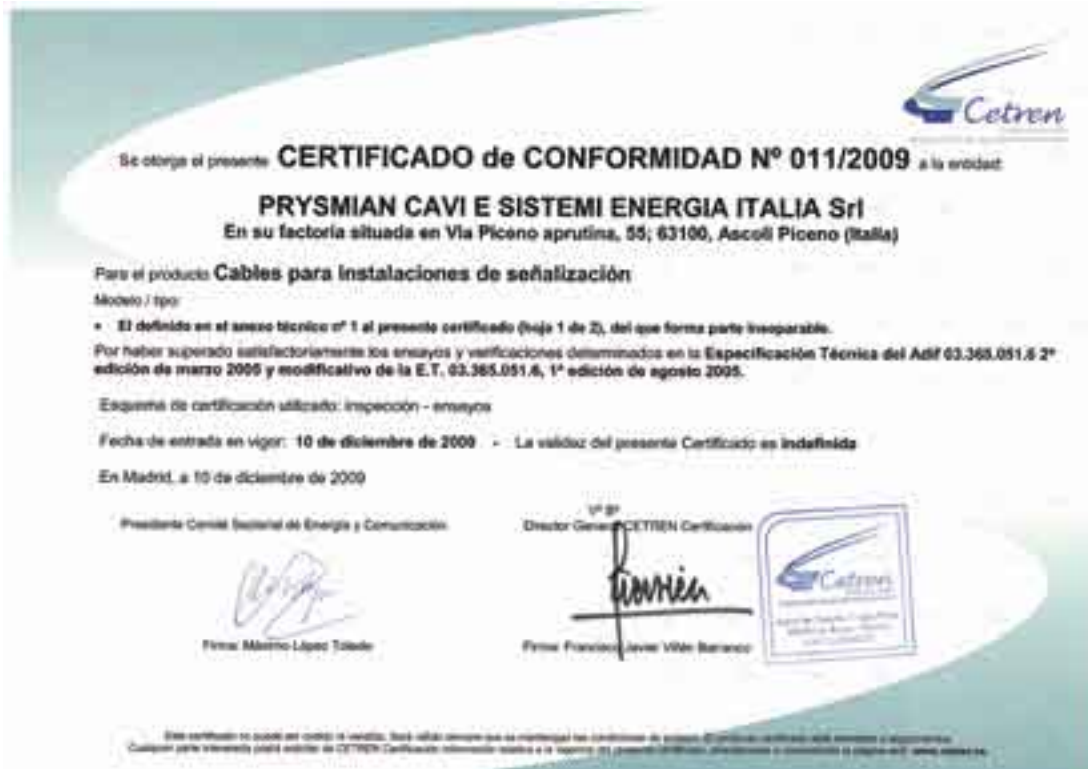 Cetren
Se otorga el presente CERTIFICADO de CONFORMIDAD Nº 011/2009 a la entidad:
PRYSMIAN CAVI E SISTEMI ENERGIA ITALIA Srl
En su factoría situada en Via Piceno aprutina, 55; 63100, Ascoli Piceno (Italia)
Para el producto Cables para instalaciones de señalización
Modelo / tipo:
• El definido en el anexo técnico nº 1 al presente certificado (hoja 1 de 2), del que forma parte inseparable.
Por haber superado satisfactoriamente los ensayos y verificaciones determinados en la Especificación Técnica del Adif 03.365.051.6 2ª
edición de marzo 2005 y modificativo de la E.T. 03.365.051.6, 1ª edición de agosto 2005.
Esquema de certificación utilizado: inspección - ensayos
Fecha de entrada en vigor: 10 de diciembre de 2009 - La validez del presente Certificado es indefinida
En Madrid, a 10 de diciembre de 2009
Vº Bº
Presidente Comité Sectorial de Energía y Comunicación
Director General CETREN Certificación
Cetren
Firma: Máximo López Toledo
Firma: Francisco Javier Villén Barranco